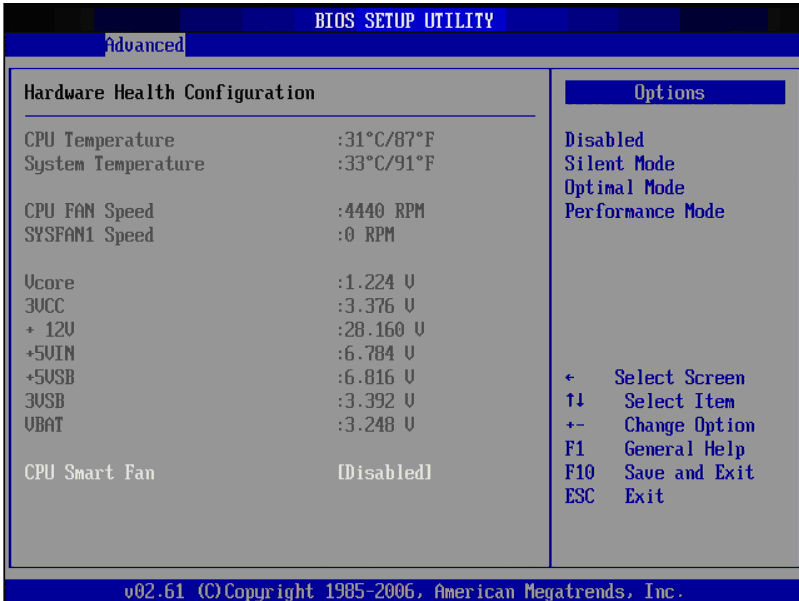 BIOS SETUP UTILITY
Advanced
Hardware Health Configuration
CPU Temperature :31°C/87°F
System Temperature :33°C/91°F
CPU FAN Speed :4440 RPM
SYSFAN1 Speed :0 RPM
Vcore :1.224 V
3VCC :3.376 V
+ 12V :28.160 V
+5VIN :6.784 V
+5VSB :6.816 V
3VSB :3.392 V
VBAT :3.248 V
CPU Smart Fan [Disabled]
Options
Disabled
Silent Mode
Optimal Mode
Performance Mode
← Select Screen
↑↓ Select Item
+- Change Option
F1 General Help
F10 Save and Exit
ESC Exit
v02.61 (C)Copyright 1985-2006, American Megatrends, Inc.